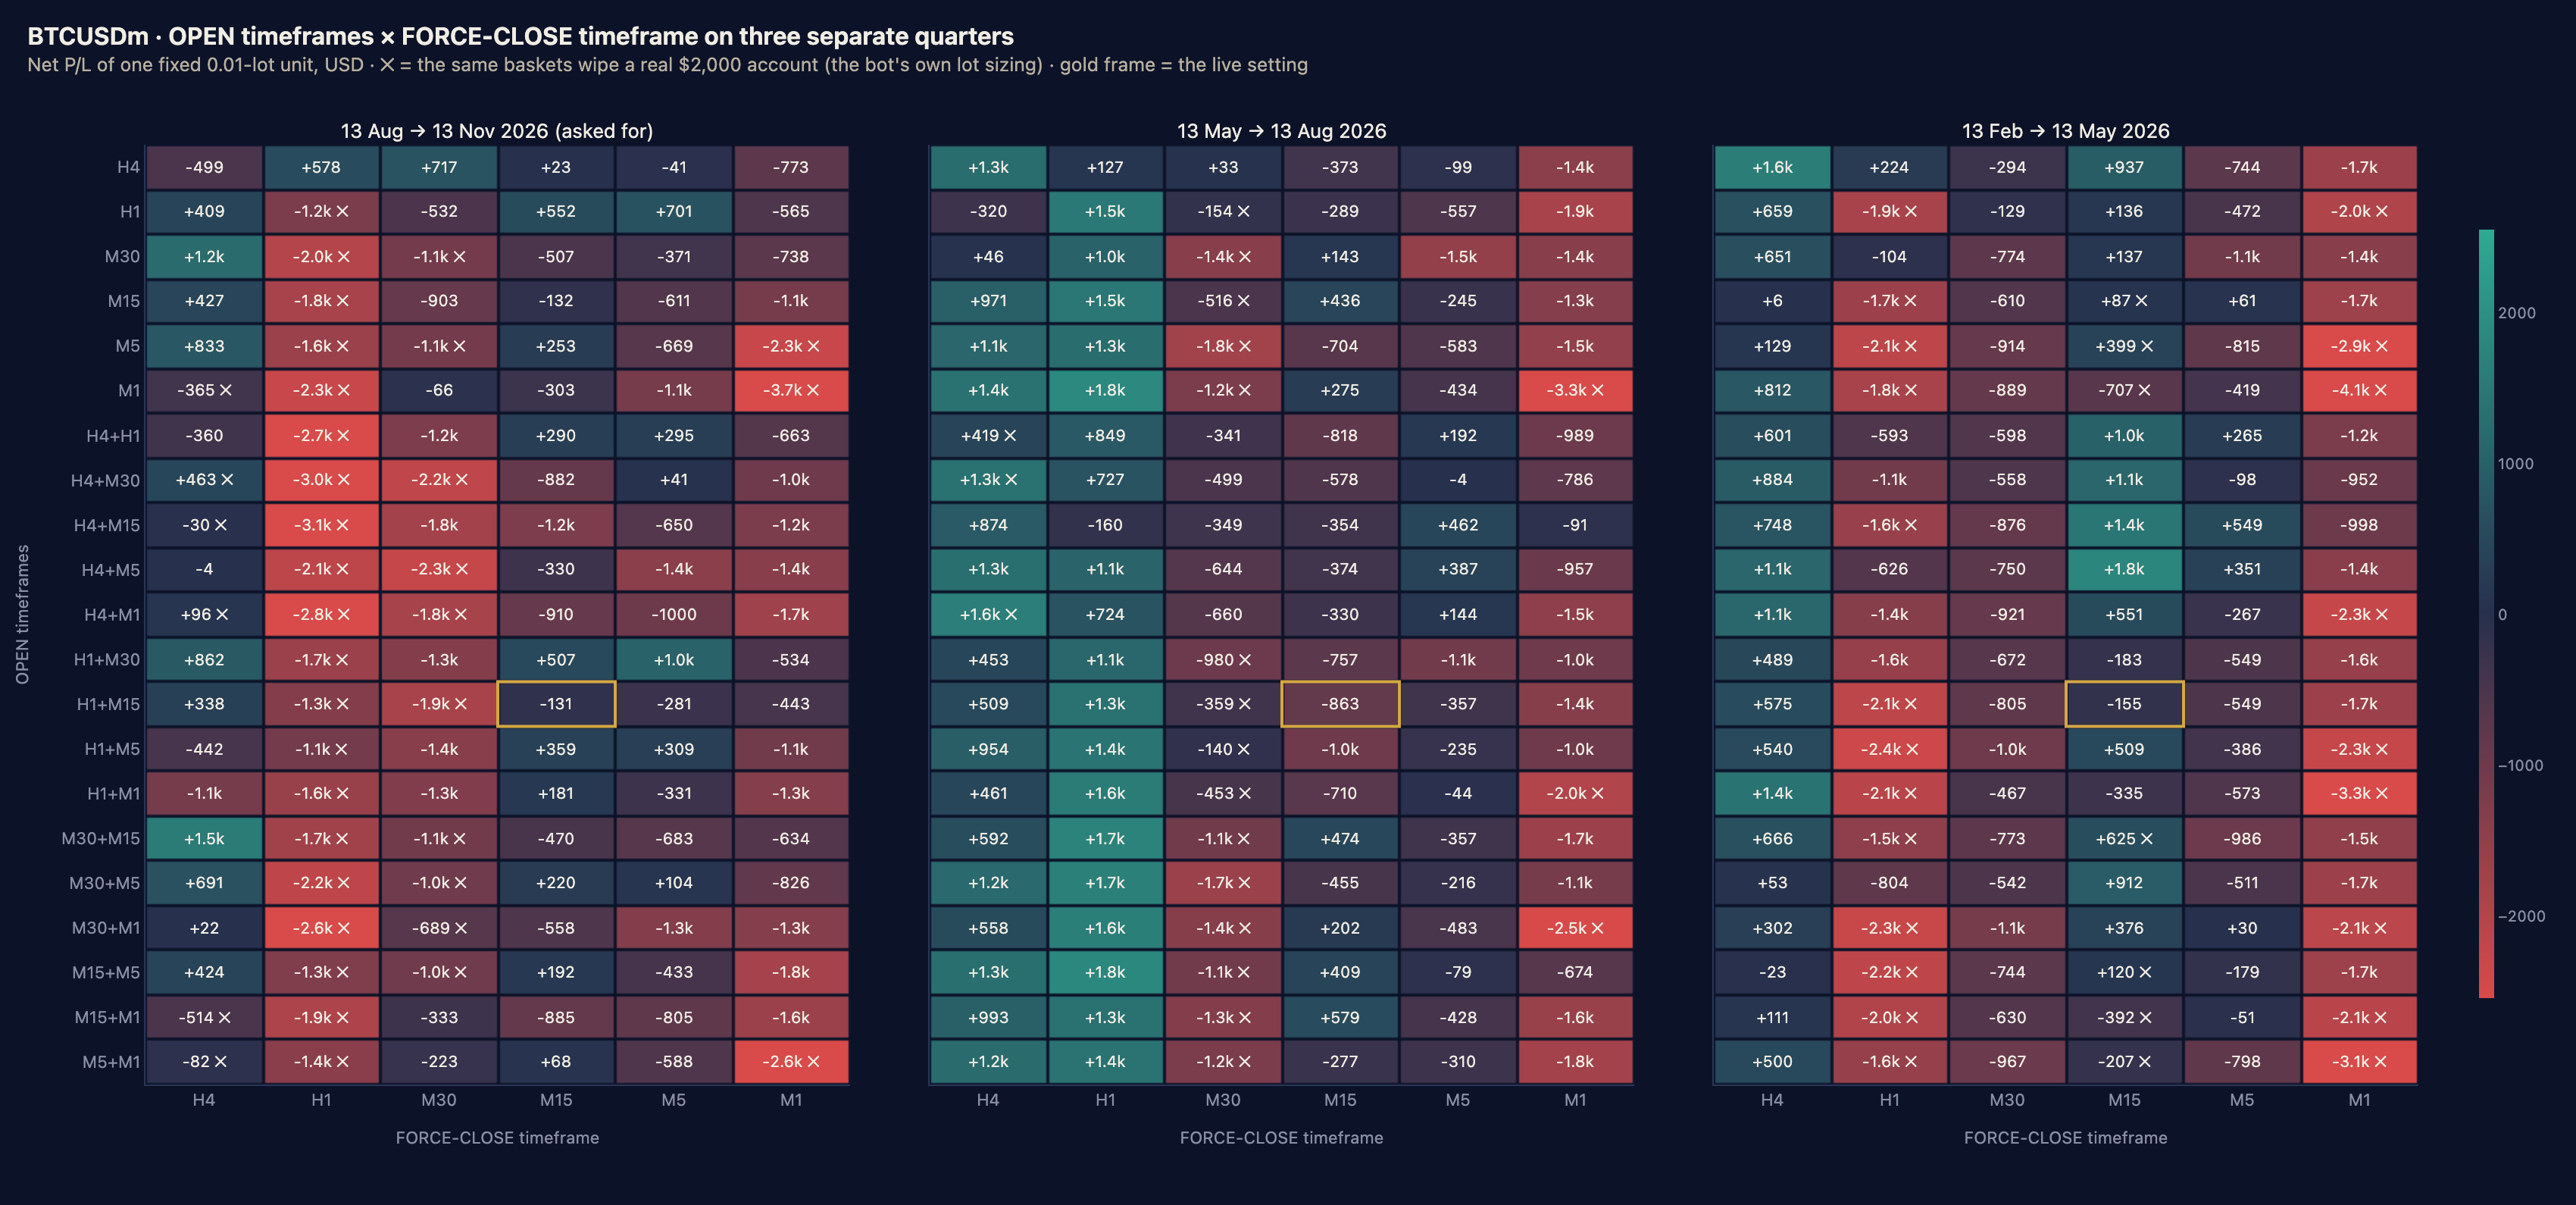 BTCUSDm · OPEN timeframes × FORCE-CLOSE timeframe on three separate quarters
Net P/L of one fixed 0.01-lot unit, USD · ✕ = the same baskets wipe a real $2,000 account (the bot's own lot sizing) · gold frame = the live setting
13 Aug → 13 Nov 2026 (asked for) 13 May → 13 Aug 2026 13 Feb → 13 May 2026
H4 -499 +578 +717 +23 -41 -773 +1.3k +127 +33 -373 -99 -1.4k +1.6k +224 -294 +937 -744 -1.7k
H1 +409 -1.2k ✕ -532 +552 +701 -565 -320 +1.5k -154 ✕ -289 -557 -1.9k +659 -1.9k ✕ -129 +136 -472 -2.0k ✕
M30 +1.2k -2.0k ✕ -1.1k ✕ -507 -371 -738 +46 +1.0k -1.4k ✕ +143 -1.5k -1.4k +651 -104 -774 +137 -1.1k -1.4k
M15 +427 -1.8k ✕ -903 -132 -611 -1.1k +971 +1.5k -516 ✕ +436 -245 -1.3k +6 -1.7k ✕ -610 +87 ✕ +61 -1.7k
M5 +833 -1.6k ✕ -1.1k ✕ +253 -669 -2.3k ✕ +1.1k +1.3k -1.8k ✕ -704 -583 -1.5k +129 -2.1k ✕ -914 +399 ✕ -815 -2.9k ✕
M1 -365 ✕ -2.3k ✕ -66 -303 -1.1k -3.7k ✕ +1.4k +1.8k -1.2k ✕ +275 -434 -3.3k ✕ +812 -1.8k ✕ -889 -707 ✕ -419 -4.1k ✕
H4+H1 -360 -2.7k ✕ -1.2k +290 +295 -663 +419 ✕ +849 -341 -818 +192 -989 +601 -593 -598 +1.0k +265 -1.2k
H4+M30 +463 ✕ -3.0k ✕ -2.2k ✕ -882 +41 -1.0k +1.3k ✕ +727 -499 -578 -4 -786 +884 -1.1k -558 +1.1k -98 -952
H4+M15 -30 ✕ -3.1k ✕ -1.8k -1.2k -650 -1.2k +874 -160 -349 -354 +462 -91 +748 -1.6k ✕ -876 +1.4k +549 -998
H4+M5 -4 -2.1k ✕ -2.3k ✕ -330 -1.4k -1.4k +1.3k +1.1k -644 -374 +387 -957 +1.1k -626 -750 +1.8k +351 -1.4k
H4+M1 +96 ✕ -2.8k ✕ -1.8k ✕ -910 -1000 -1.7k +1.6k ✕ +724 -660 -330 +144 -1.5k +1.1k -1.4k -921 +551 -267 -2.3k ✕
H1+M30 +862 -1.7k ✕ -1.3k +507 +1.0k -534 +453 +1.1k -980 ✕ -757 -1.1k -1.0k +489 -1.6k -672 -183 -549 -1.6k
H1+M15 +338 -1.3k ✕ -1.9k ✕ -131 -281 -443 +509 +1.3k -359 ✕ -863 -357 -1.4k +575 -2.1k ✕ -805 -155 -549 -1.7k
H1+M5 -442 -1.1k ✕ -1.4k +359 +309 -1.1k +954 +1.4k -140 ✕ -1.0k -235 -1.0k +540 -2.4k ✕ -1.0k +509 -386 -2.3k ✕
H1+M1 -1.1k -1.6k ✕ -1.3k +181 -331 -1.3k +461 +1.6k -453 ✕ -710 -44 -2.0k ✕ +1.4k -2.1k ✕ -467 -335 -573 -3.3k ✕
M30+M15 +1.5k -1.7k ✕ -1.1k ✕ -470 -683 -634 +592 +1.7k -1.1k ✕ +474 -357 -1.7k +666 -1.5k ✕ -773 +625 ✕ -986 -1.5k
M30+M5 +691 -2.2k ✕ -1.0k ✕ +220 +104 -826 +1.2k +1.7k -1.7k ✕ -455 -216 -1.1k +53 -804 -542 +912 -511 -1.7k
M30+M1 +22 -2.6k ✕ -689 ✕ -558 -1.3k -1.3k +558 +1.6k -1.4k ✕ +202 -483 -2.5k ✕ +302 -2.3k ✕ -1.1k +376 +30 -2.1k ✕
M15+M5 +424 -1.3k ✕ -1.0k ✕ +192 -433 -1.8k +1.3k +1.8k -1.1k ✕ +409 -79 -674 -23 -2.2k ✕ -744 +120 ✕ -179 -1.7k
M15+M1 -514 ✕ -1.9k ✕ -333 -885 -805 -1.6k +993 +1.3k -1.3k ✕ +579 -428 -1.6k +111 -2.0k ✕ -630 -392 ✕ -51 -2.1k ✕
M5+M1 -82 ✕ -1.4k ✕ -223 +68 -588 -2.6k ✕ +1.2k +1.4k -1.2k ✕ -277 -310 -1.8k +500 -1.6k ✕ -967 -207 ✕ -798 -3.1k ✕
H4 H1 M30 M15 M5 M1 H4 H1 M30 M15 M5 M1 H4 H1 M30 M15 M5 M1
FORCE-CLOSE timeframe FORCE-CLOSE timeframe FORCE-CLOSE timeframe
OPEN timeframes
2000
1000
0
−1000
−2000